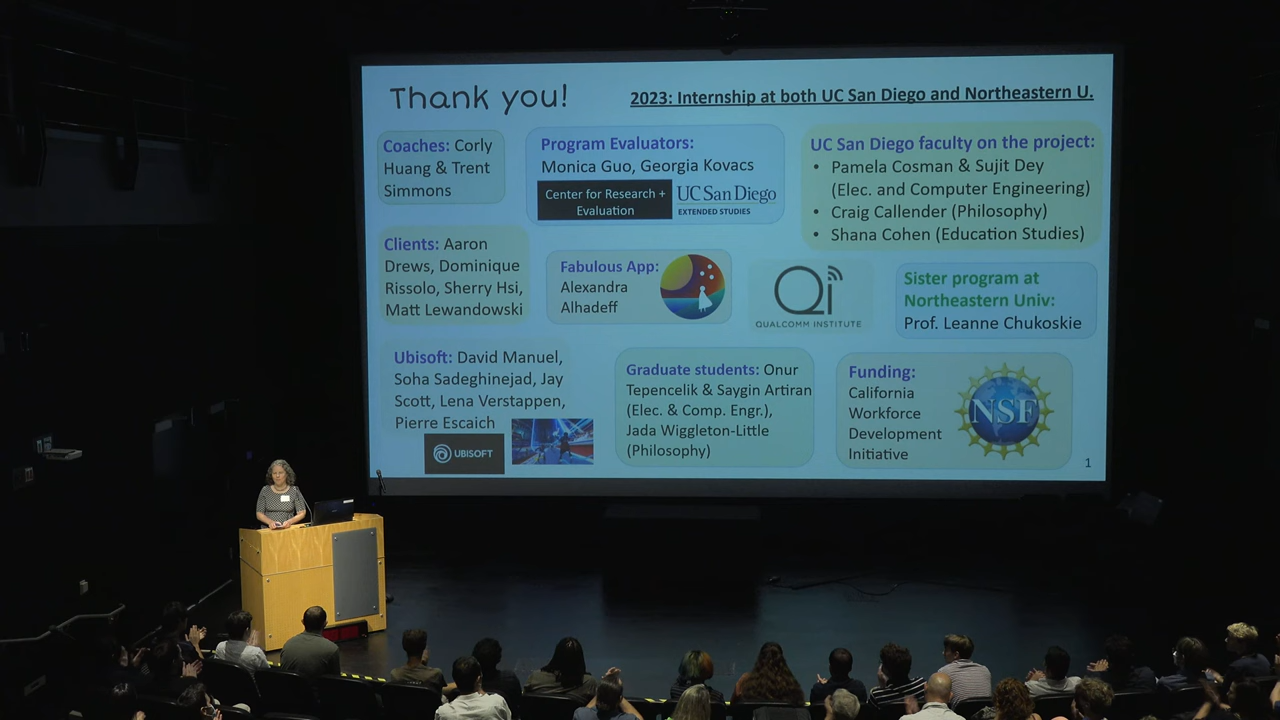 Thank you!
2023: Internship at both UC San Diego and Northeastern U.
Coaches: Corly
Huang & Trent
Simmons
Program Evaluators:
Monica Guo, Georgia Kovacs
Center for Research +
Evaluation
UC San Diego
EXTENDED STUDIES
UC San Diego faculty on the project:
• Pamela Cosman & Sujit Dey
(Elec. and Computer Engineering)
• Craig Callender (Philosophy)
• Shana Cohen (Education Studies)
Clients: Aaron
Drews, Dominique
Rissolo, Sherry Hsi,
Matt Lewandowski
Fabulous App:
Alexandra
Alhadeff
QI
QUALCOMM INSTITUTE
Sister program at
Northeastern Univ:
Prof. Leanne Chukoskie
Ubisoft: David Manuel,
Soha Sadeghinejad, Jay
Scott, Lena Verstappen,
Pierre Escaich
UBISOFT
Graduate students: Onur
Tepencelik & Saygin Artiran
(Elec. & Comp. Engr.),
Jada Wiggleton-Little
(Philosophy)
Funding:
California
Workforce
Development
Initiative
NSF
1